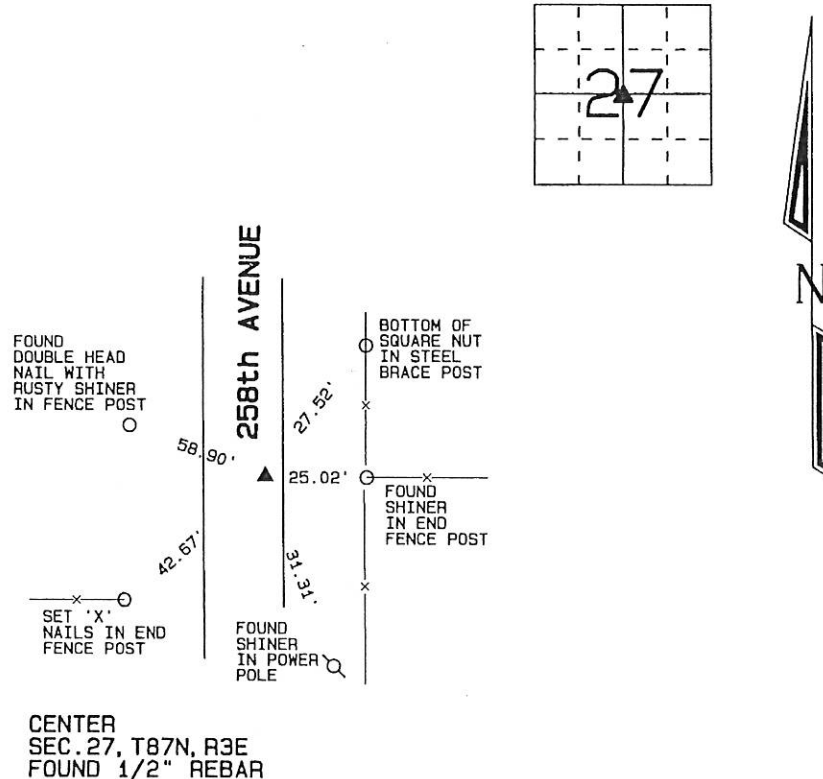 27
N
258th AVENUE
FOUND
DOUBLE HEAD
NAIL WITH
RUSTY SHINER
IN FENCE POST
BOTTOM OF
SQUARE NUT
IN STEEL
BRACE POST
27.52'
58.90'
25.02'
FOUND
SHINER
IN END
FENCE POST
42.67'
31.31'
SET 'X'
NAILS IN END
FENCE POST
FOUND
SHINER
IN POWER
POLE
CENTER
SEC.27, T87N, R3E
FOUND 1/2" REBAR